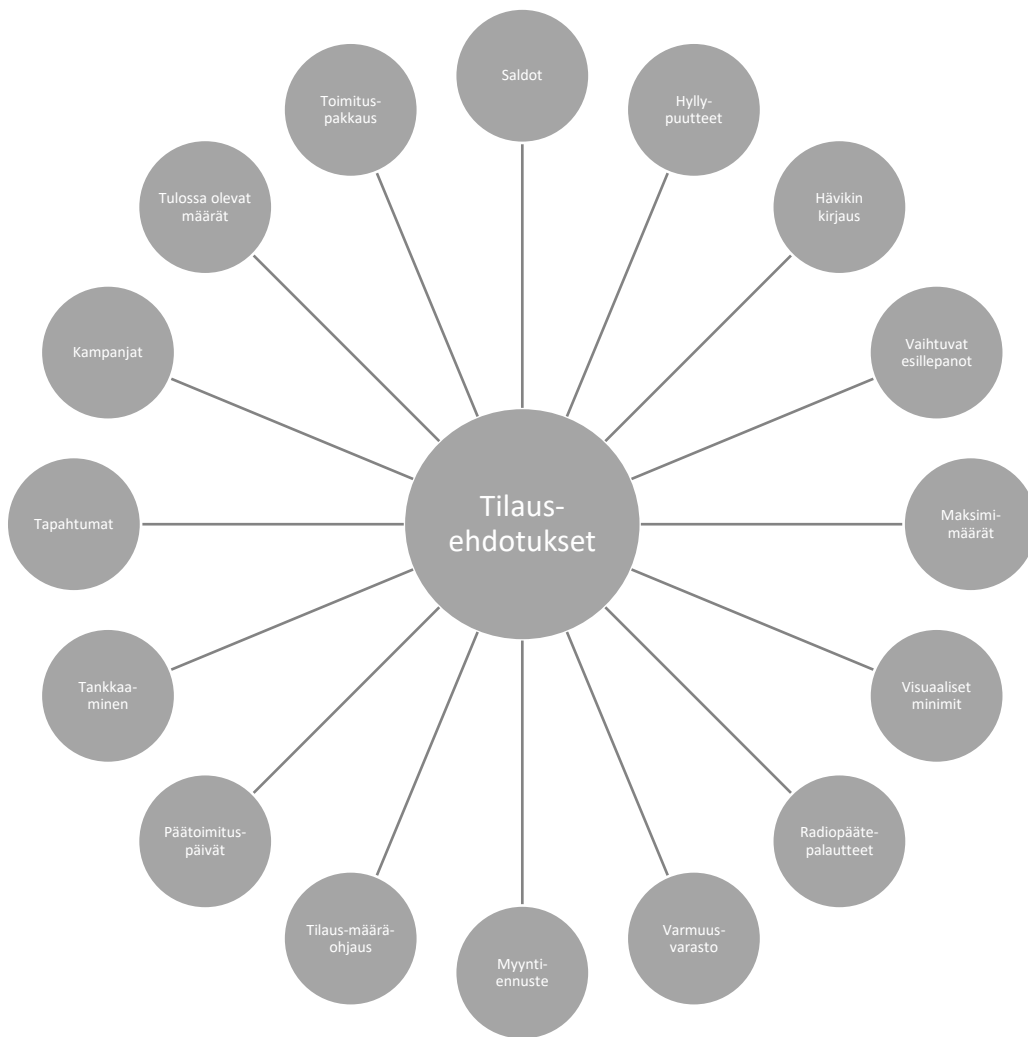 Saldot
Hylly-
puutteet
Hävikin
kirjaus
Vaihtuvat
esillepanot
Maksimi-
määrät
Visuaaliset
minimit
Radiopääte-
palautteet
Varmuus-
varasto
Myynti-
ennuste
Tilaus-määrä-
ohjaus
Päätoimitus-
päivät
Tankkaa-
minen
Tapahtumat
Kampanjat
Tulossa olevat
määrät
Toimitus-
pakkaus
Tilaus-
ehdotukset